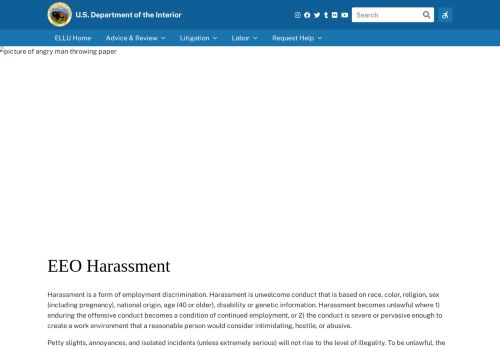 U.S. Department of the Interior
Search
ELLU Home Advice & Review Litigation Labor Request Help
picture of angry man throwing paper
EEO Harassment
Harassment is a form of employment discrimination. Harassment is unwelcome conduct that is based on race, color, religion, sex
(including pregnancy), national origin, age (40 or older), disability or genetic information. Harassment becomes unlawful where 1)
enduring the offensive conduct becomes a condition of continued employment, or 2) the conduct is severe or pervasive enough to
create a work environment that a reasonable person would consider intimidating, hostile, or abusive.
Petty slights, annoyances, and isolated incidents (unless extremely serious) will not rise to the level of illegality. To be unlawful, the